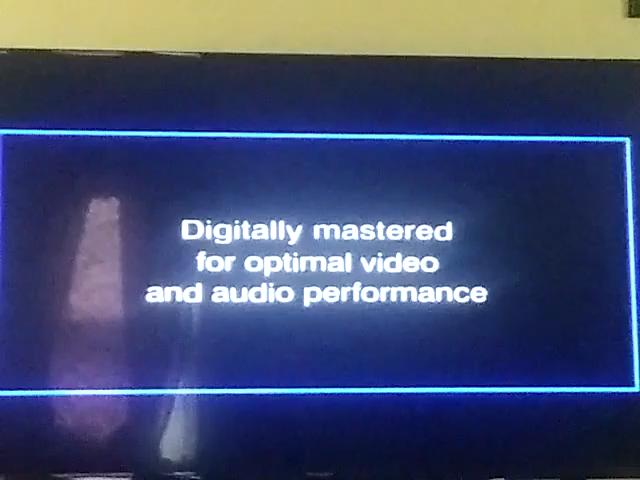 Digitally mastered
for optimal video
and audio performance